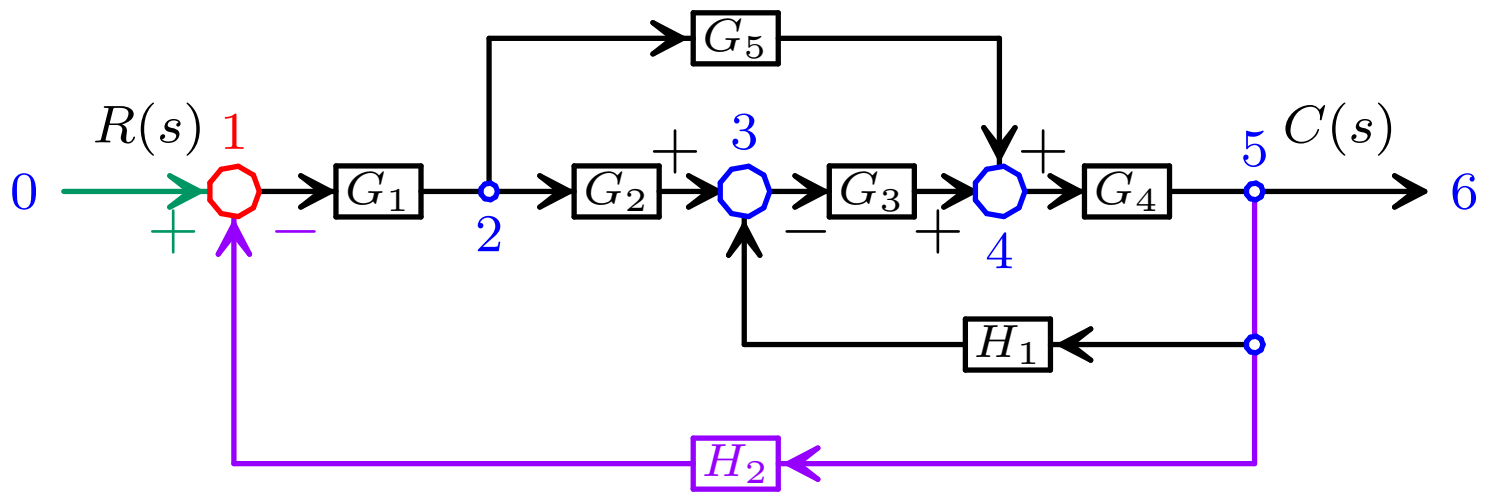 G₅
R(s) 1 3 + + 5 C(s)
0 G₁ G₂ G₃ G₄ 6
+ − 2 − + 4
H₁
H₂